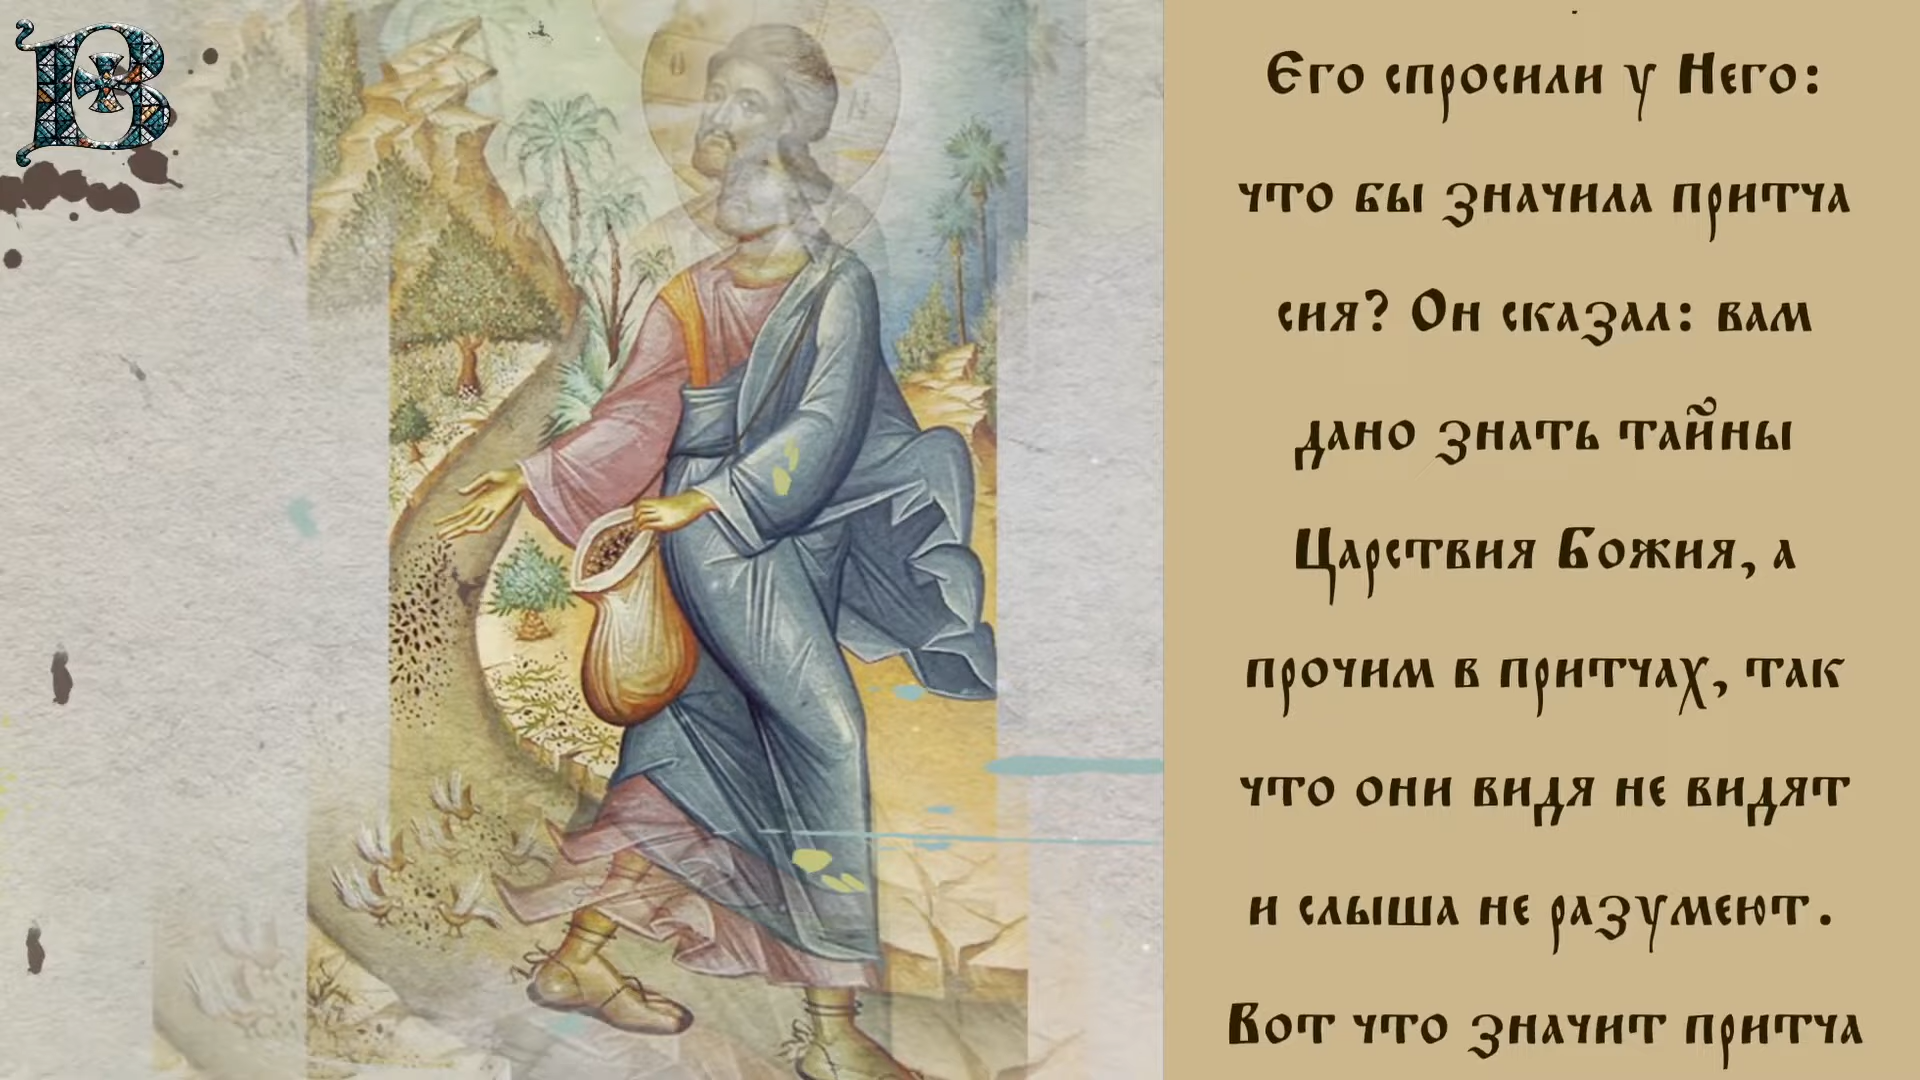 В
Его спросили у Него:
что бы значила притча
сия? Он сказал: вам
дано знать тайны
Царствия Божия, а
прочим в притчах, так
что они видя не видят
и слыша не разумеют.
Вот что значит притча